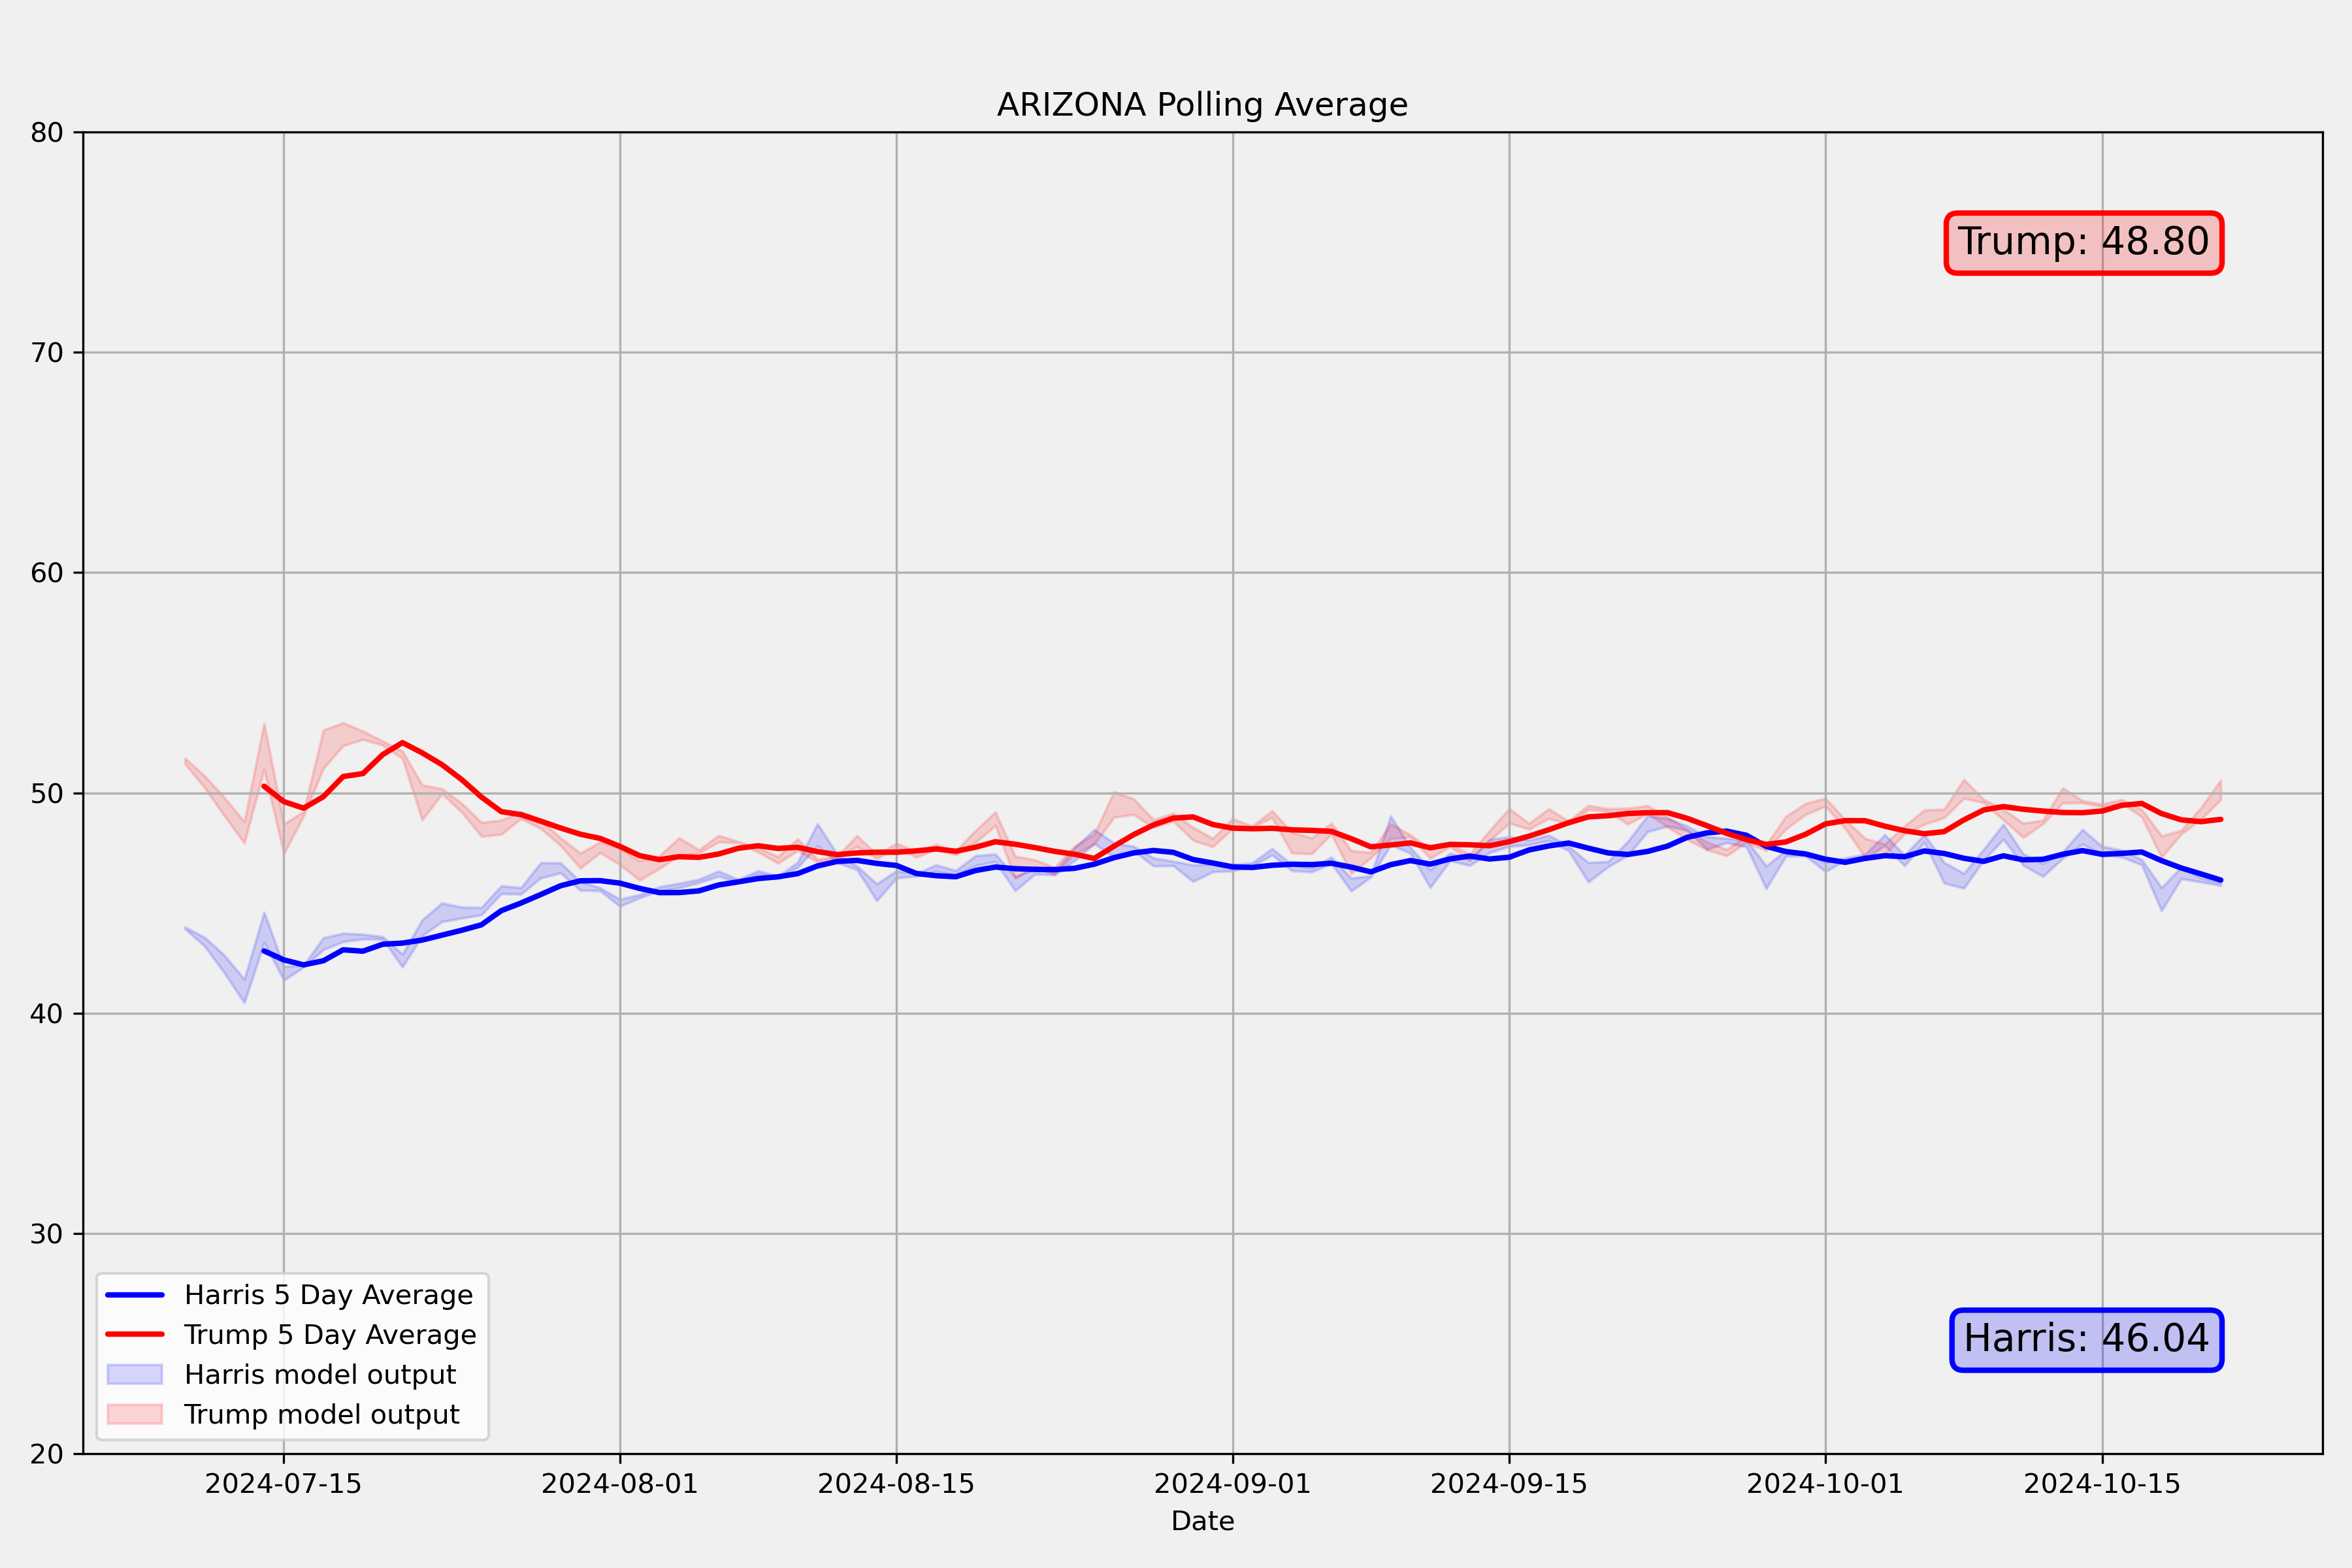 ARIZONA Polling Average
80
70
60
50
40
30
20
Trump: 48.80
Harris: 46.04
Harris 5 Day Average
Trump 5 Day Average
Harris model output
Trump model output
2024-07-15
2024-08-01
2024-08-15
2024-09-01
2024-09-15
2024-10-01
2024-10-15
Date